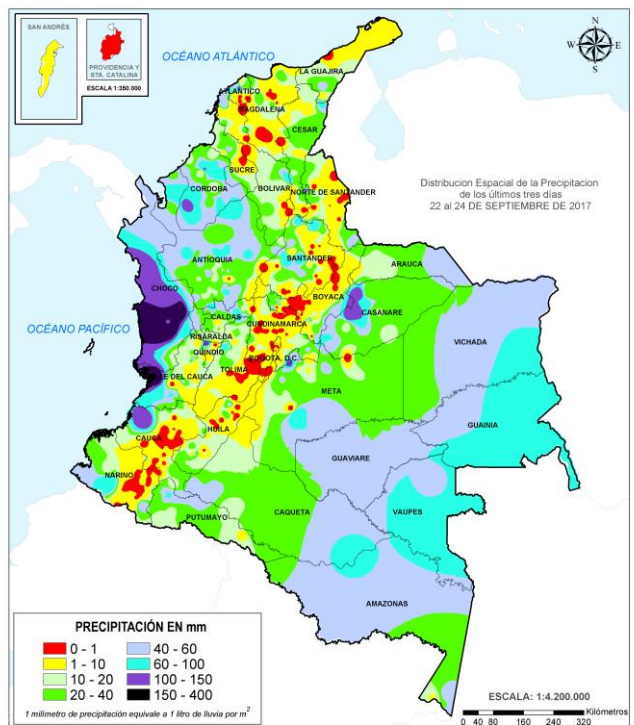 SAN ANDRÉS
PROVIDENCIA Y
STA. CATALINA
ESCALA 1:350.000
OCÉANO ATLÁNTICO
N
W E
S
LA GUAJIRA
ATLÁNTICO
MAGDALENA
CESAR
SUCRE
CORDOBA
BOLIVAR
NORTE DE SANTANDER
Distribucion Espacial de la Precipitacion
de los últimos tres días
22 al 24 DE SEPTIEMBRE DE 2017
ANTIOQUIA
SANTANDER
ARAUCA
CHOCO
BOYACA
CASANARE
OCÉANO PACÍFICO
CALDAS
CUNDINAMARCA
RISARALDA
VICHADA
QUINDIO
BOGOTA, D.C.
TOLIMA
LE DEL CAUCA
META
GUAINIA
CAUCA
HUILA
GUAVIARE
NARIÑO
CAQUETA
VAUPES
PUTUMAYO
AMAZONAS
PRECIPITACIÓN EN mm
0 - 1 40 - 60
1 - 10 60 - 100
10 - 20 100 - 150
20 - 40 150 - 400
1 milimetro de precipitación equivale a 1 litro de lluvia por m²
ESCALA: 1:4.200.000
Kilómetros
0 40 80 160 240 320